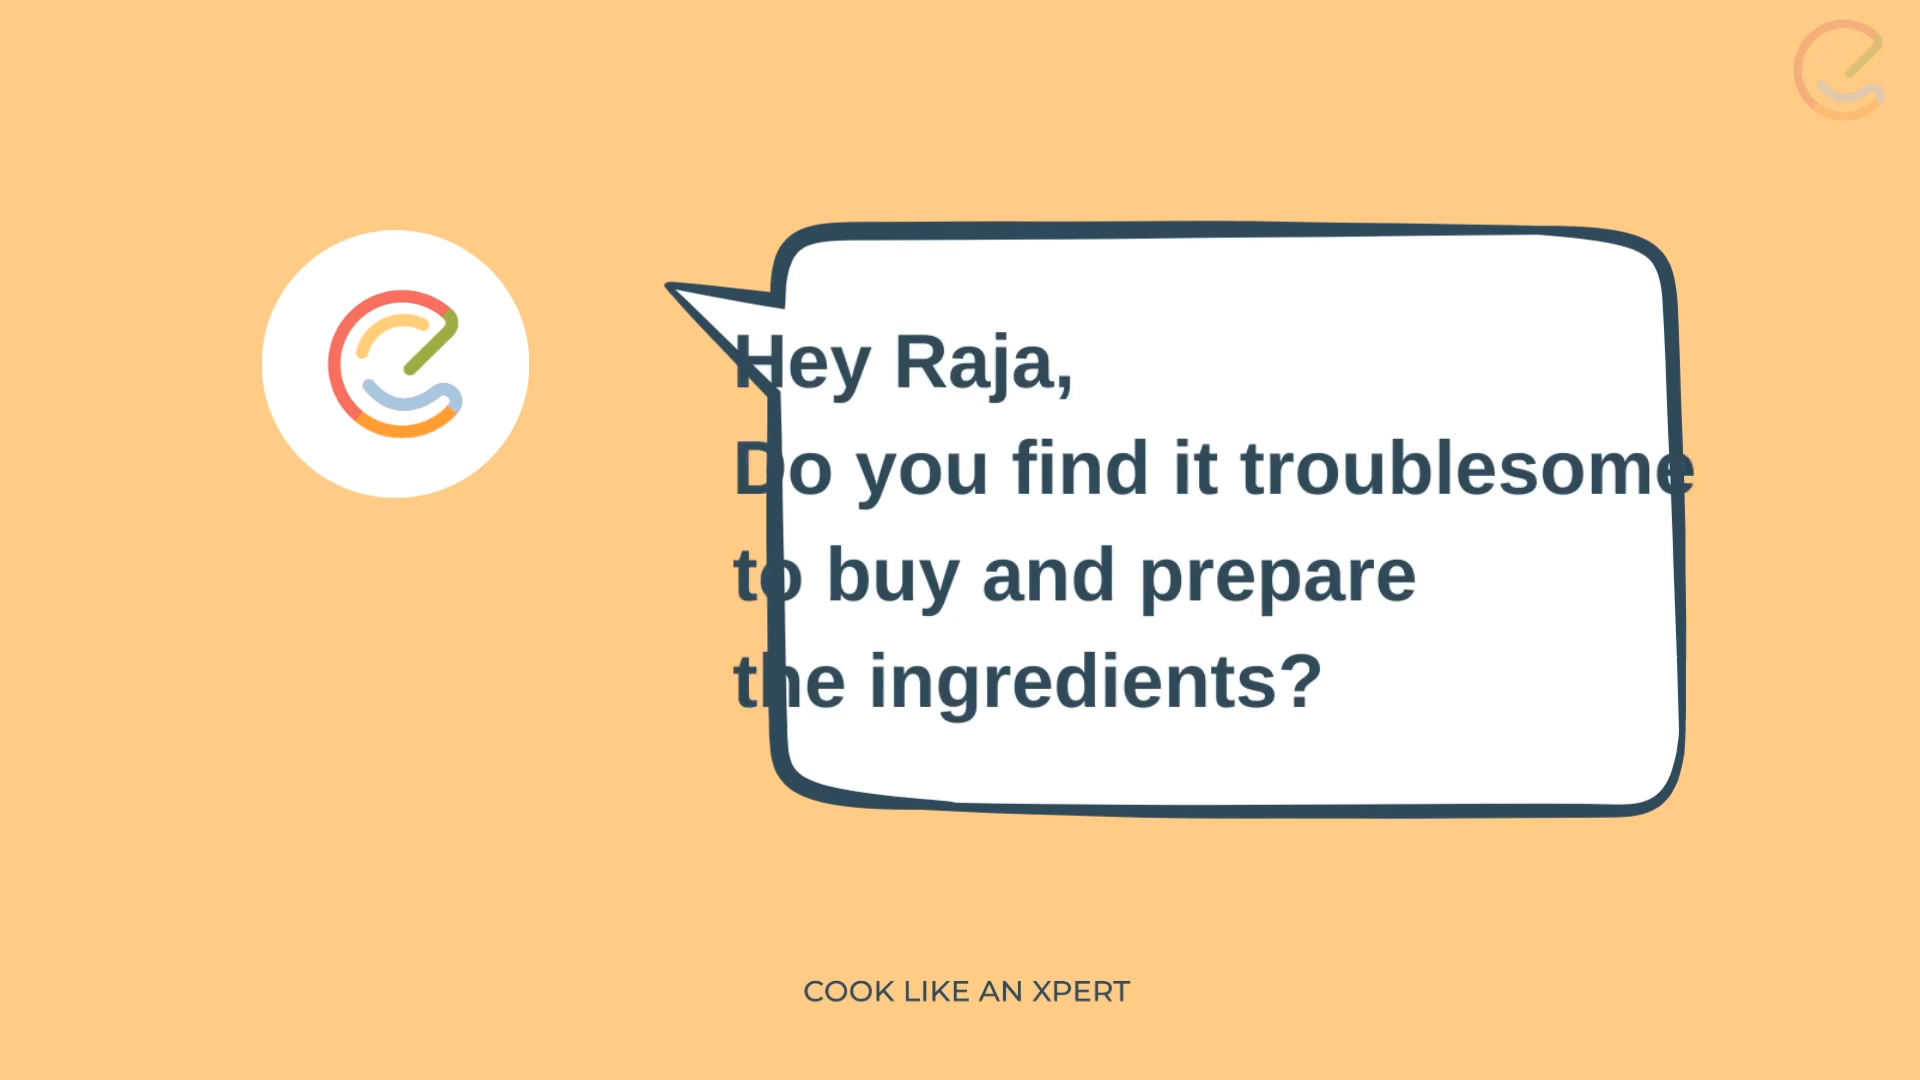 Hey Raja,
Do you find it troublesome
to buy and prepare
the ingredients?
COOK LIKE AN XPERT